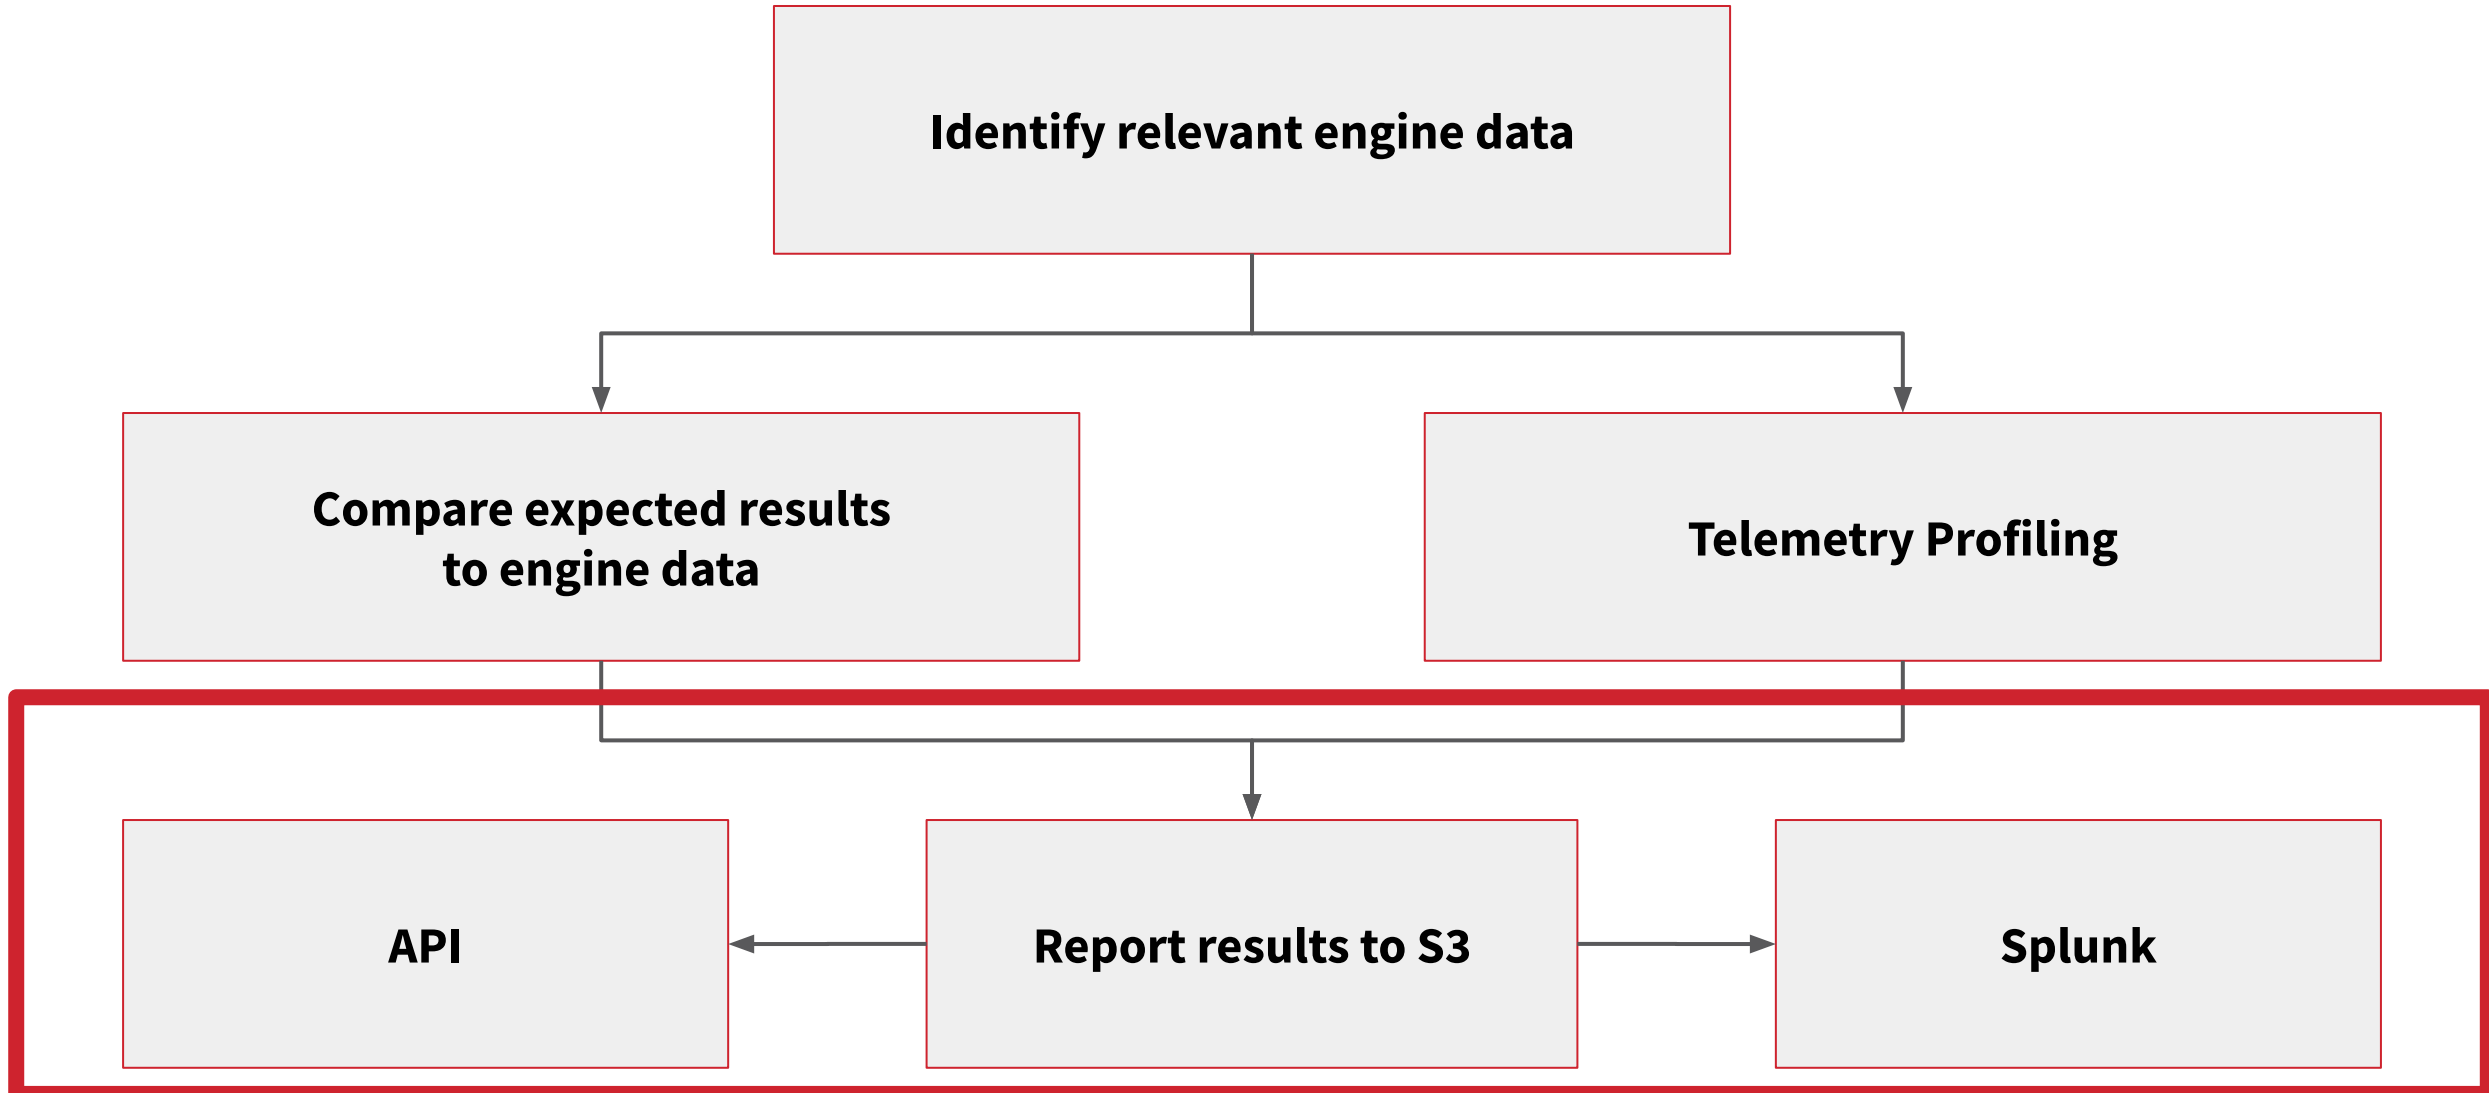 Identify relevant engine data
Compare expected results
to engine data
Telemetry Profiling
API
Report results to S3
Splunk